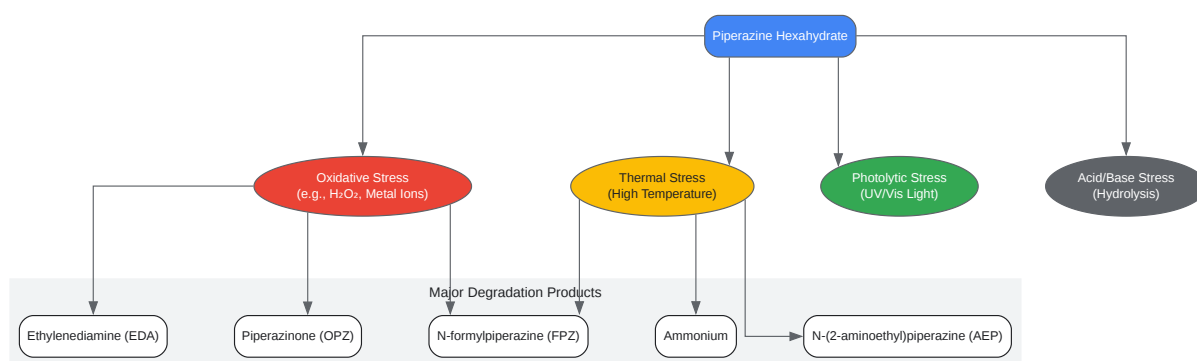 Piperazine Hexahydrate
Oxidative Stress
(e.g., H₂O₂, Metal Ions)
Thermal Stress
(High Temperature)
Photolytic Stress
(UV/Vis Light)
Acid/Base Stress
(Hydrolysis)
Major Degradation Products
Ethylenediamine (EDA)
Piperazinone (OPZ)
N-formylpiperazine (FPZ)
Ammonium
N-(2-aminoethyl)piperazine (AEP)